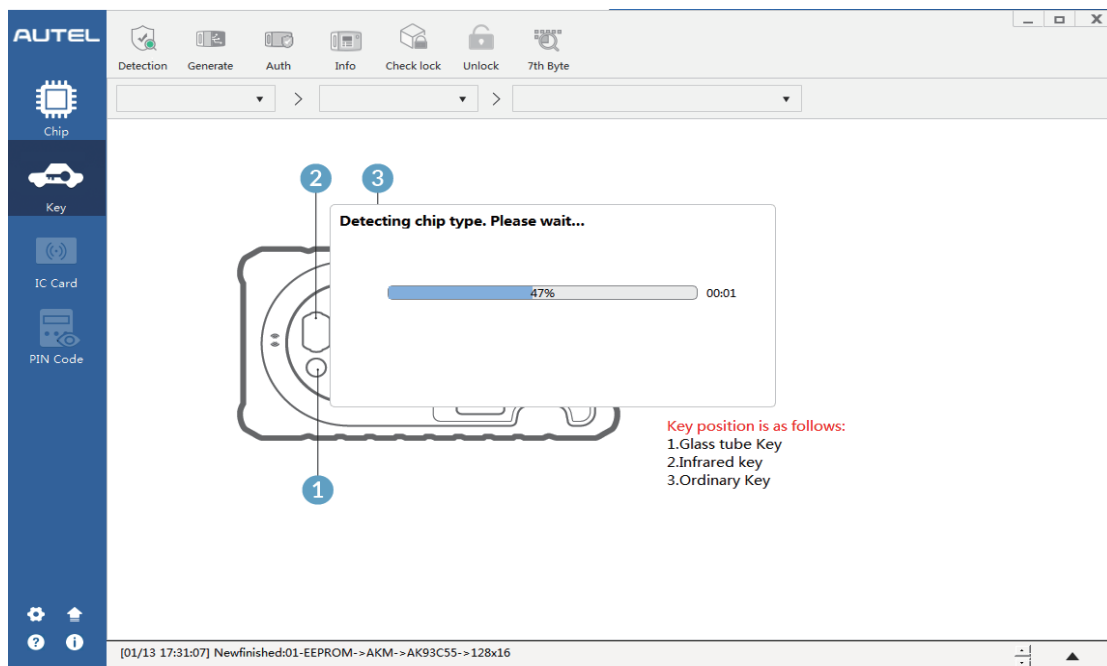 AUTEL
Detection Generate Auth Info Check lock Unlock 7th Byte
Chip
Key
IC Card
PIN Code
2 3
Detecting chip type. Please wait...
47% 00:01
1
Key position is as follows:
1.Glass tube Key
2.Infrared key
3.Ordinary Key
[01/13 17:31:07] Newfinished:01-EEPROM->AKM->AK93C55->128x16